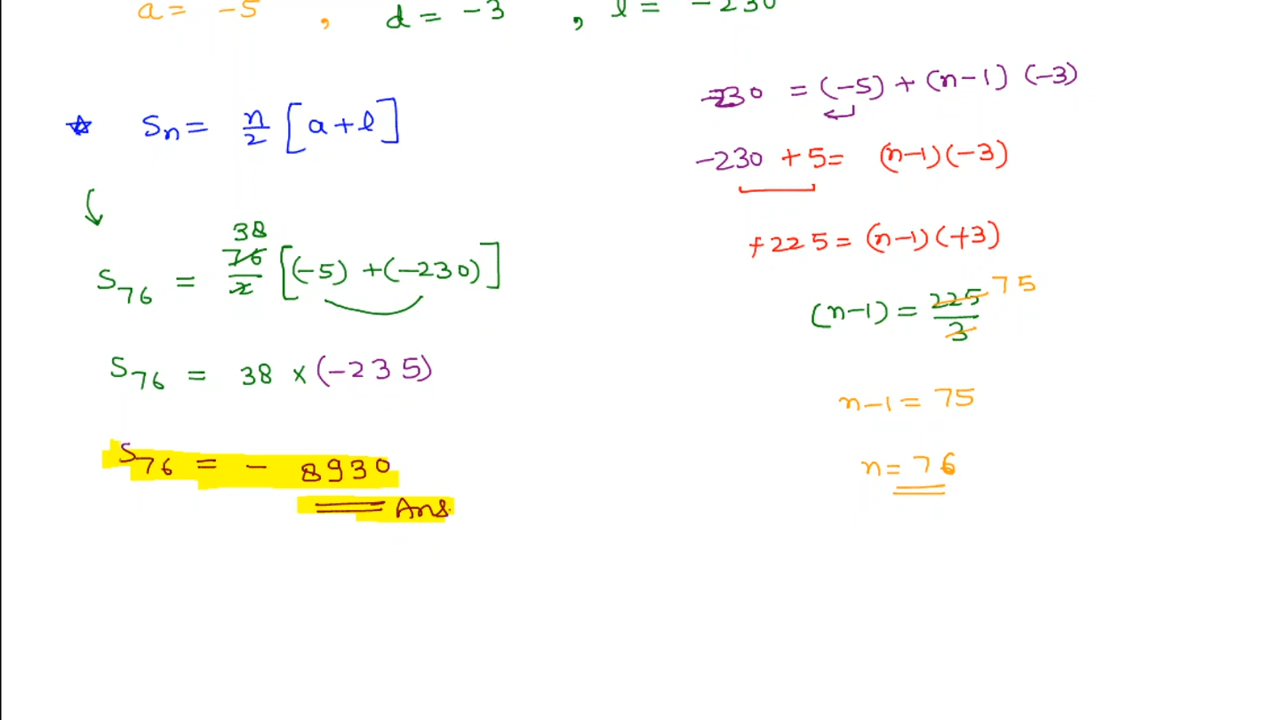 a = -5 , d = -3 , l = -230
☆ Sn = n/2 [a+l]
S76 = 38 76/2 [(-5) + (-230)]
S76 = 38 × (-235)
S76 = - 8930
Ans.
-230 = (-5) + (n-1) (-3)
-230 + 5 = (n-1)(-3)
+225 = (n-1)(+3)
(n-1) = 225/3 75
n-1 = 75
n = 76